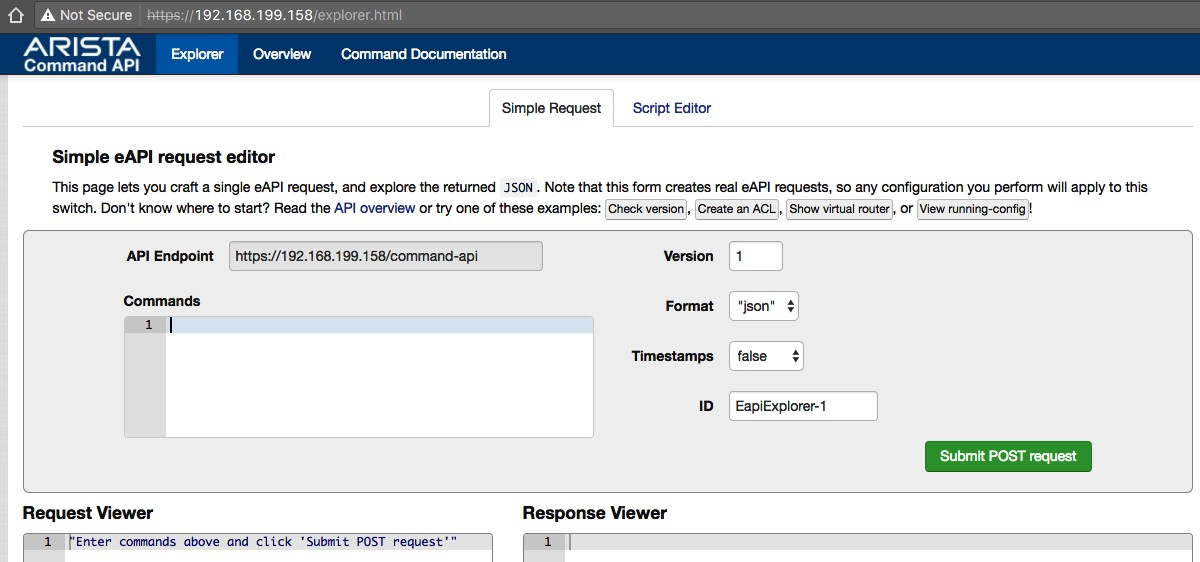 Not Secure https://192.168.199.158/explorer.html
ARISTA
Command API
Explorer Overview Command Documentation
Simple Request Script Editor
Simple eAPI request editor
This page lets you craft a single eAPI request, and explore the returned JSON. Note that this form creates real eAPI requests, so any configuration you perform will apply to this
switch. Don't know where to start? Read the API overview or try one of these examples: Check version, Create an ACL, Show virtual router, or View running-config!
API Endpoint https://192.168.199.158/command-api Version 1
Commands
Format "json"
1
Timestamps false
ID EapiExplorer-1
Submit POST request
Request Viewer Response Viewer
1 "Enter commands above and click 'Submit POST request'" 1